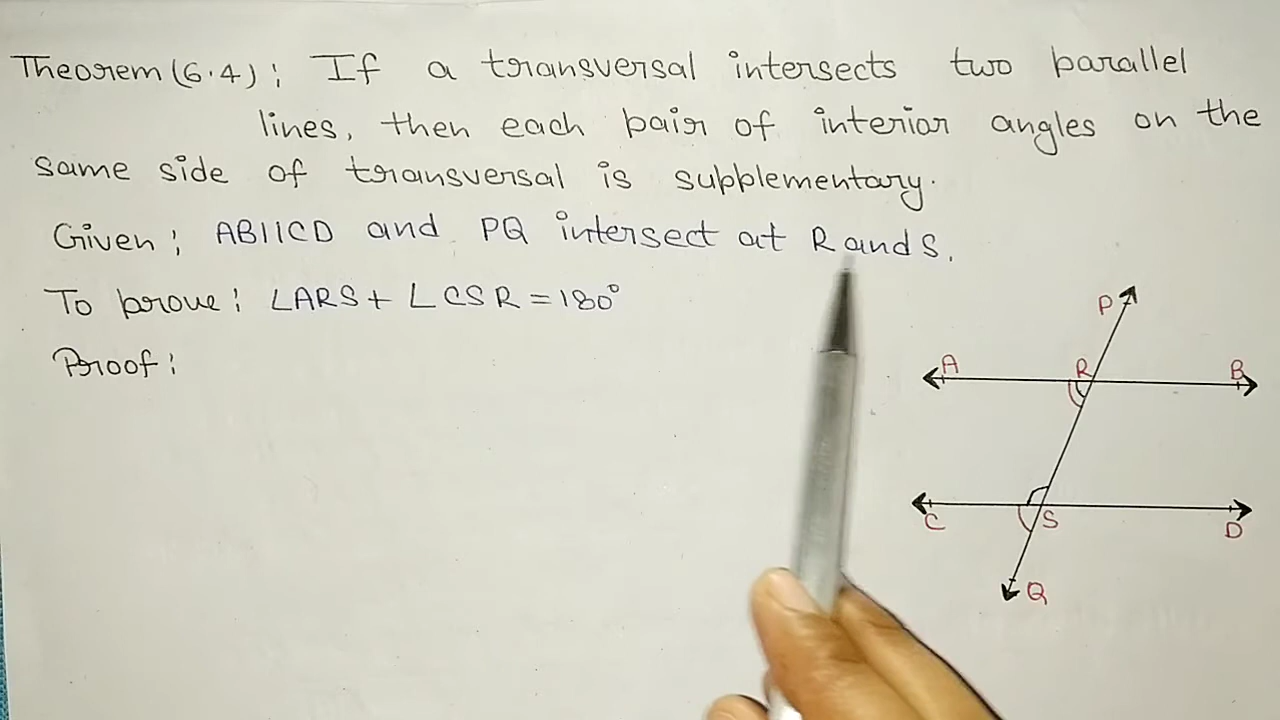 Theorem (6.4): If a transversal intersects two parallel
lines, then each pair of interior angles on the
same side of transversal is supplementary.
Given: AB||CD and PQ intersect at R and S.
To prove: ∠ARS + ∠CSR = 180°
Proof:
P
A R B
C S D
Q